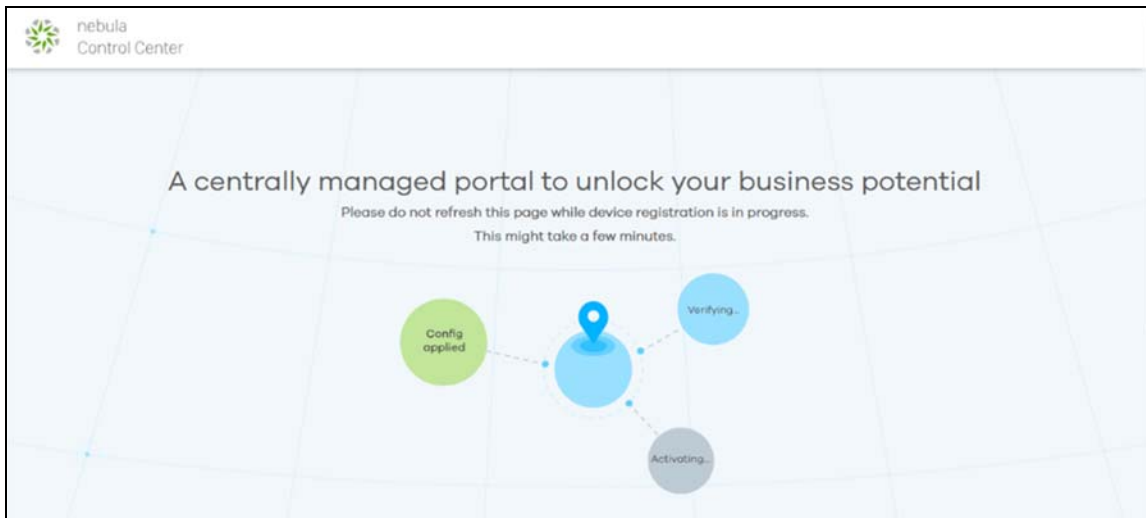 nebula
Control Center
A centrally managed portal to unlock your business potential
Please do not refresh this page while device registration is in progress.
This might take a few minutes.
Config
applied
Verifying...
Activating...